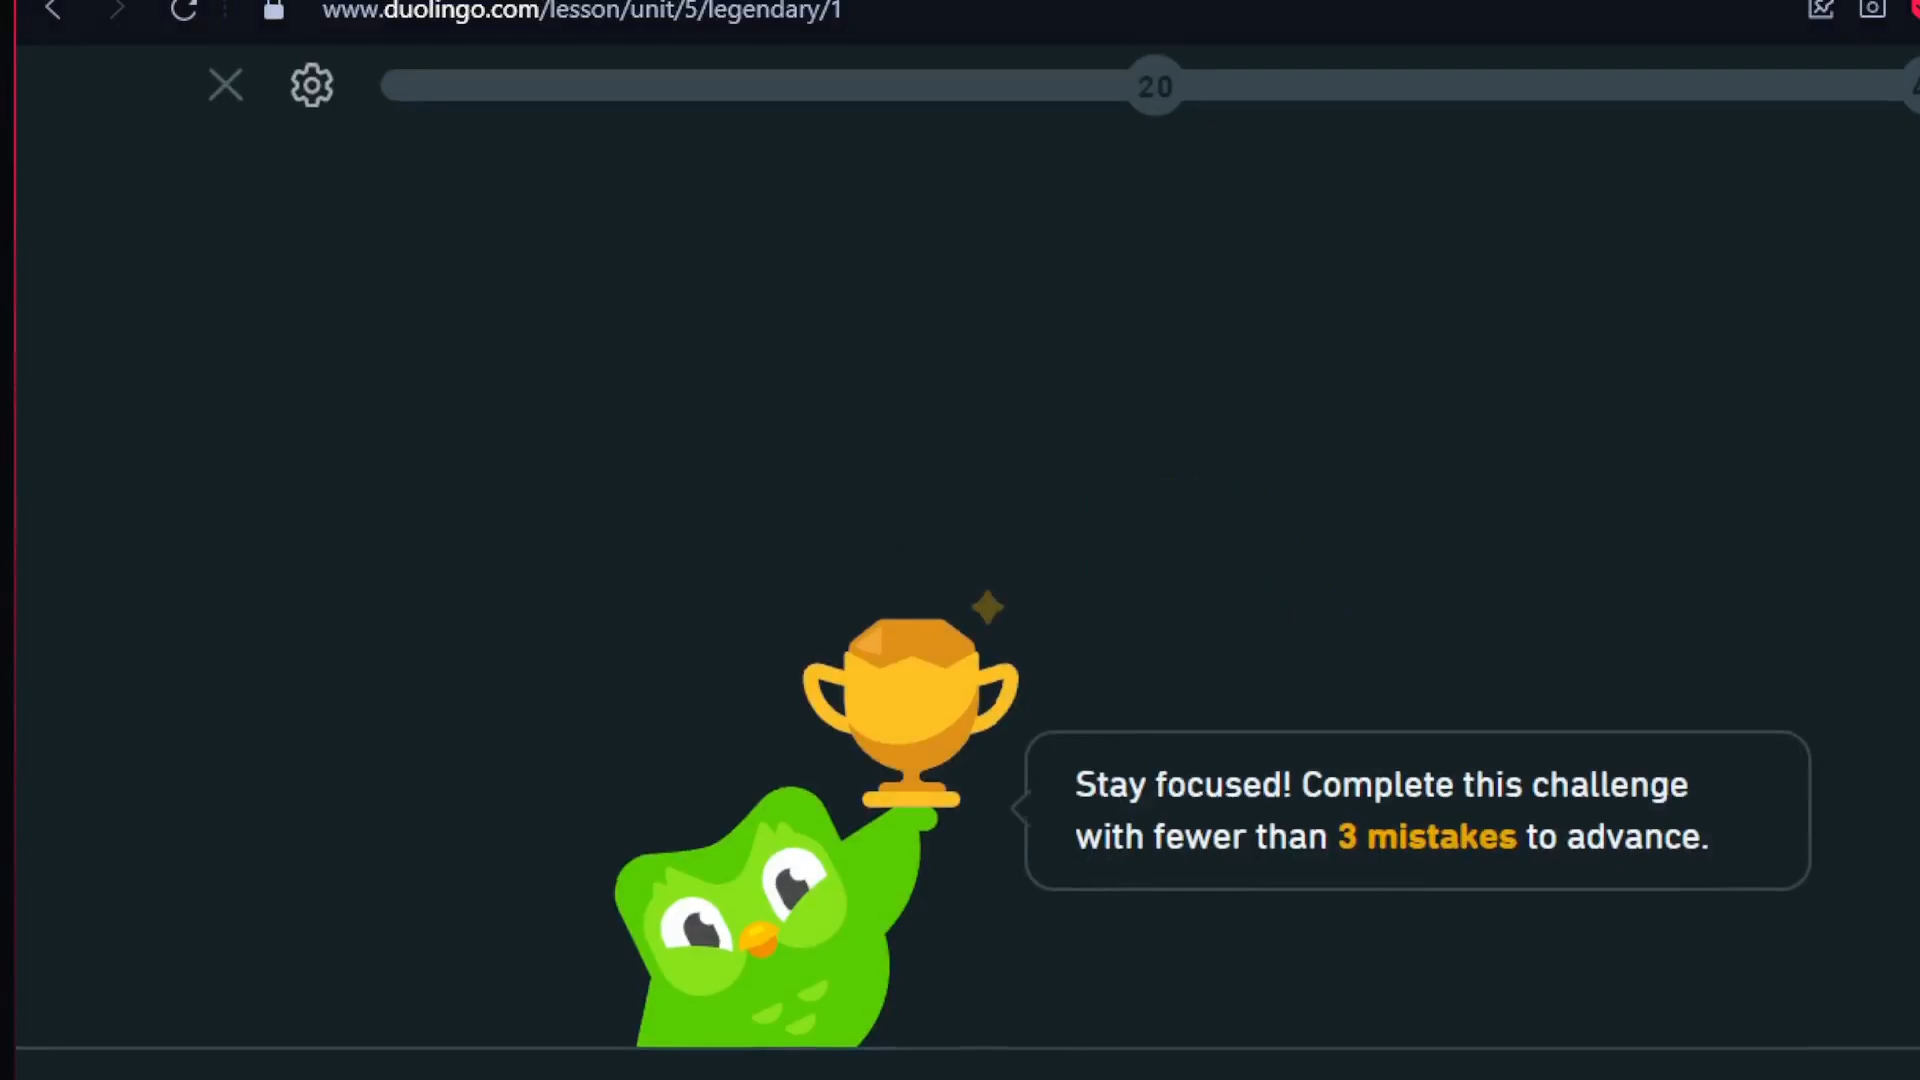 www.duolingo.com/lesson/unit/5/legendary/1
20
Stay focused! Complete this challenge
with fewer than 3 mistakes to advance.